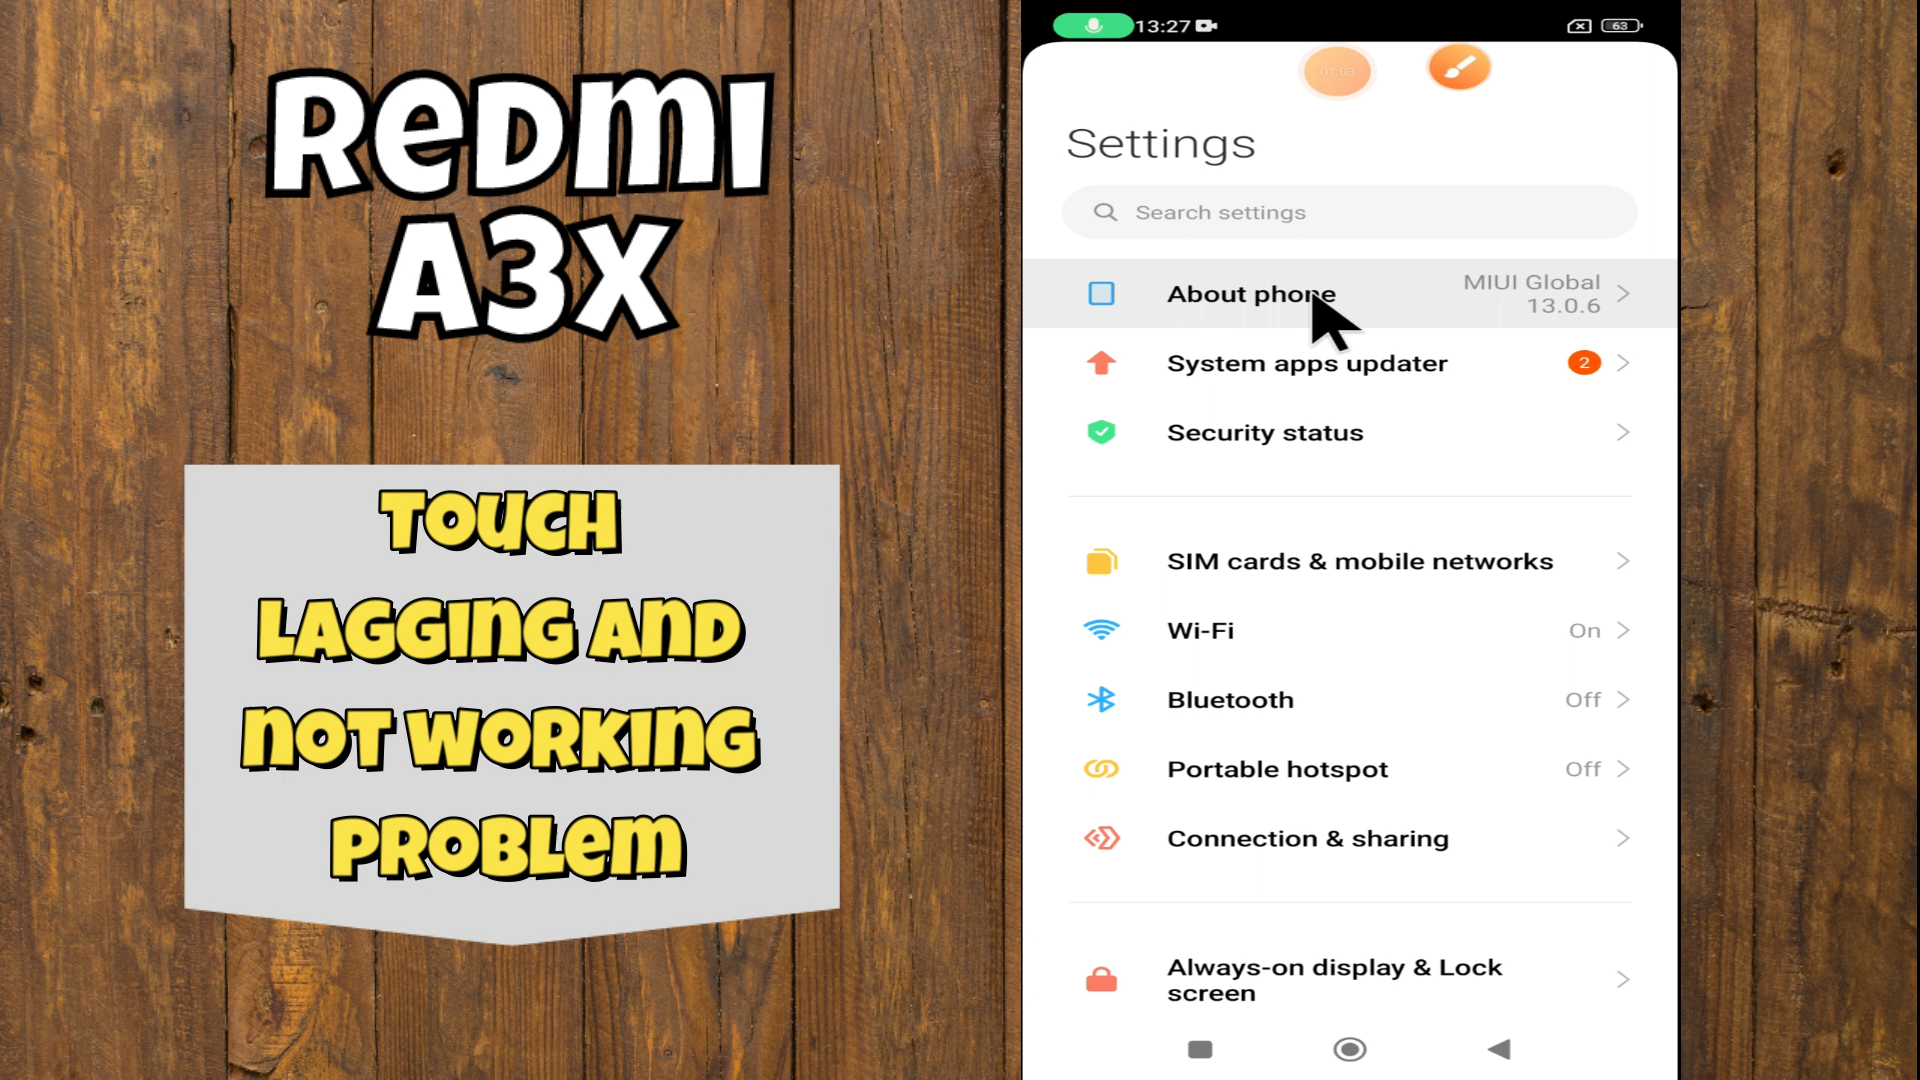 Redmi
A3X
Touch
Lagging and
not working
problem
13:27
63
01:03
Settings
Search settings
About phone
MIUI Global
13.0.6
System apps updater
2
Security status
SIM cards & mobile networks
Wi-Fi
On
Bluetooth
Off
Portable hotspot
Off
Connection & sharing
Always-on display & Lock
screen